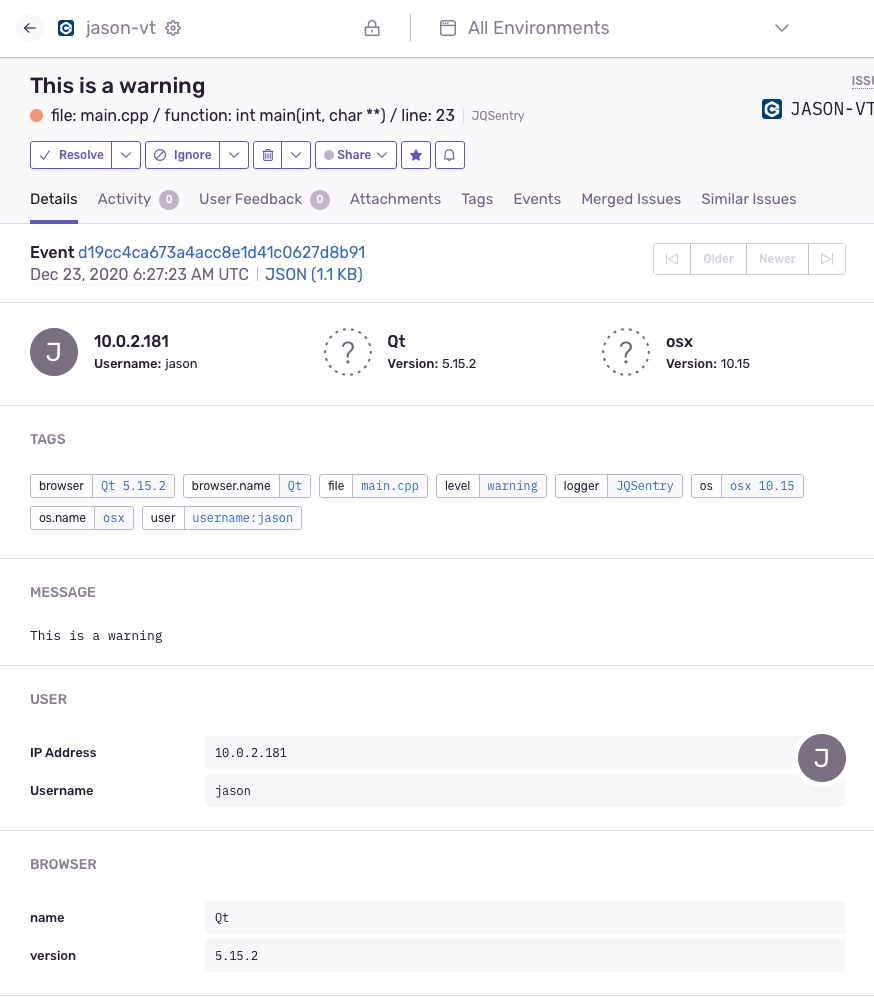 jason-vt All Environments
This is a warning
ISSU
file: main.cpp / function: int main(int, char **) / line: 23 JQSentry
JASON-VT
Resolve Ignore Share
Details Activity 0 User Feedback 0 Attachments Tags Events Merged Issues Similar Issues
Event d19cc4ca673a4acc8e1d41c0627d8b91
Dec 23, 2020 6:27:23 AM UTC JSON (1.1 KB)
Older Newer
J 10.0.2.181 ? Qt ? osx
Username: jason Version: 5.15.2 Version: 10.15
TAGS
browser Qt 5.15.2 browser.name Qt file main.cpp level warning logger JQSentry os osx 10.15
os.name osx user username:jason
MESSAGE
This is a warning
USER
IP Address 10.0.2.181 J
Username jason
BROWSER
name Qt
version 5.15.2